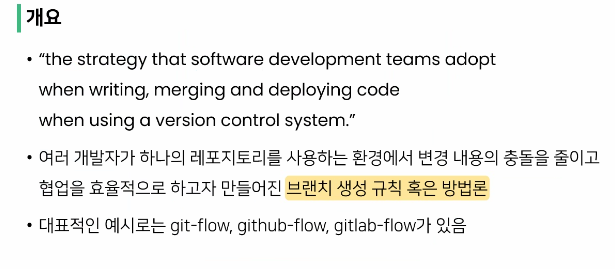 개요
• “the strategy that software development teams adopt
when writing, merging and deploying code
when using a version control system.”
• 여러 개발자가 하나의 레포지토리를 사용하는 환경에서 변경 내용의 충돌을 줄이고
협업을 효율적으로 하고자 만들어진 브랜치 생성 규칙 혹은 방법론
• 대표적인 예시로는 git-flow, github-flow, gitlab-flow가 있음